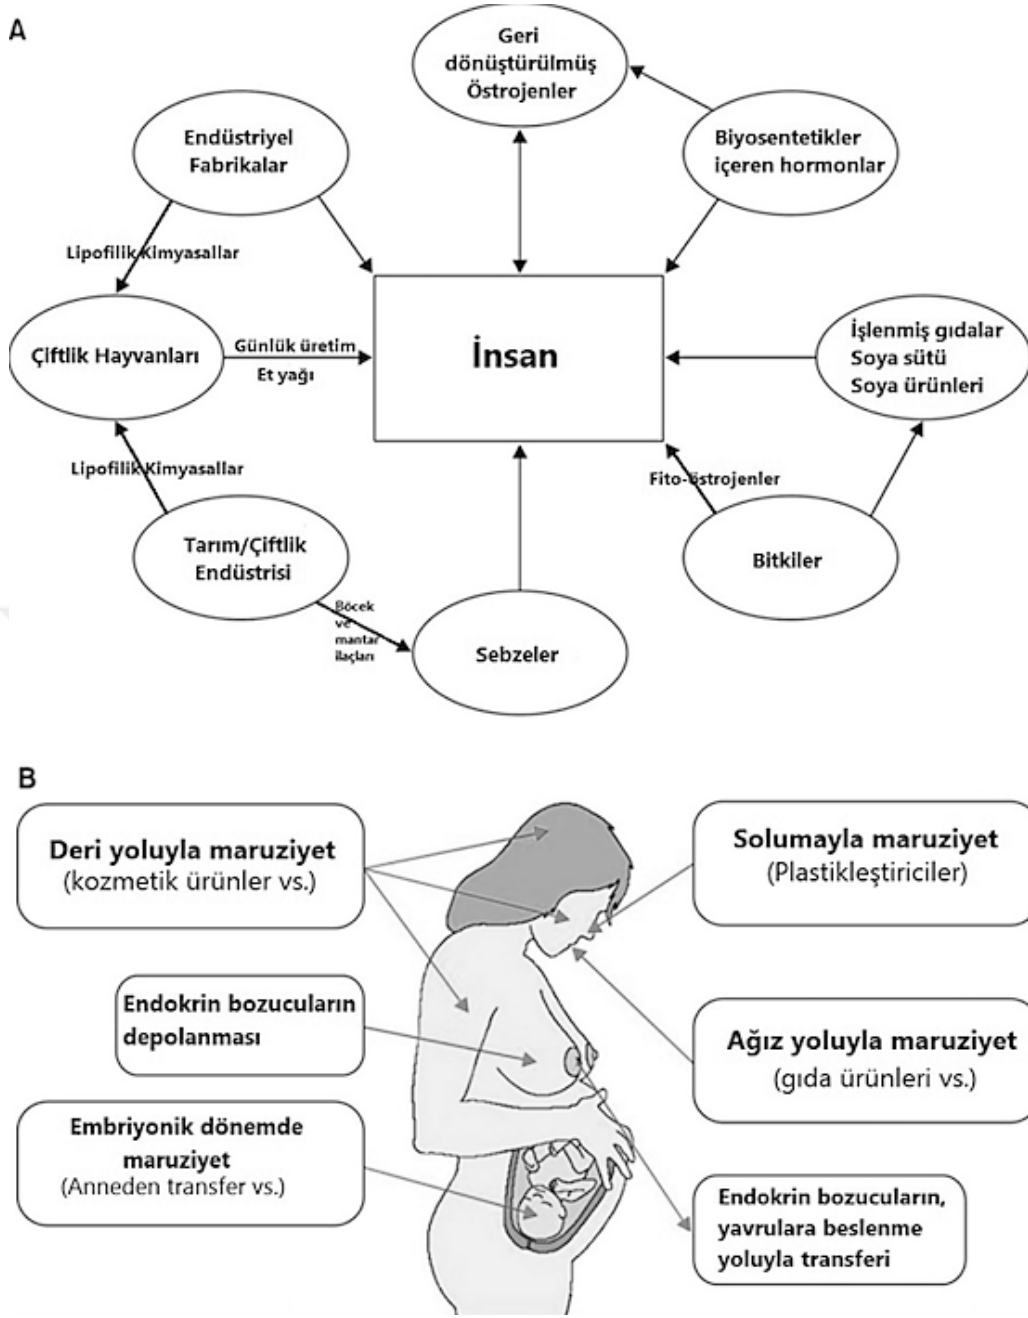 A
Geri
dönüştürülmüş
Östrojenler
Endüstriyel
Fabrikalar
Biyosentetikler
içeren hormonlar
Lipofilik Kimyasallar
Çiftlik Hayvanları
Günlük üretim
Et yağı
İnsan
İşlenmiş gıdalar
Soya sütü
Soya ürünleri
Lipofilik Kimyasallar
Fito-östrojenler
Tarım/Çiftlik
Endüstrisi
Bitkiler
Böcek
ve
mantar
ilaçları
Sebzeler
B
Deri yoluyla maruziyet
(kozmetik ürünler vs.)
Solumayla maruziyet
(Plastikleştiriciler)
Endokrin bozucuların
depolanması
Ağız yoluyla maruziyet
(gıda ürünleri vs.)
Embriyonik dönemde
maruziyet
(Anneden transfer vs.)
Endokrin bozucuların,
yavrulara beslenme
yoluyla transferi